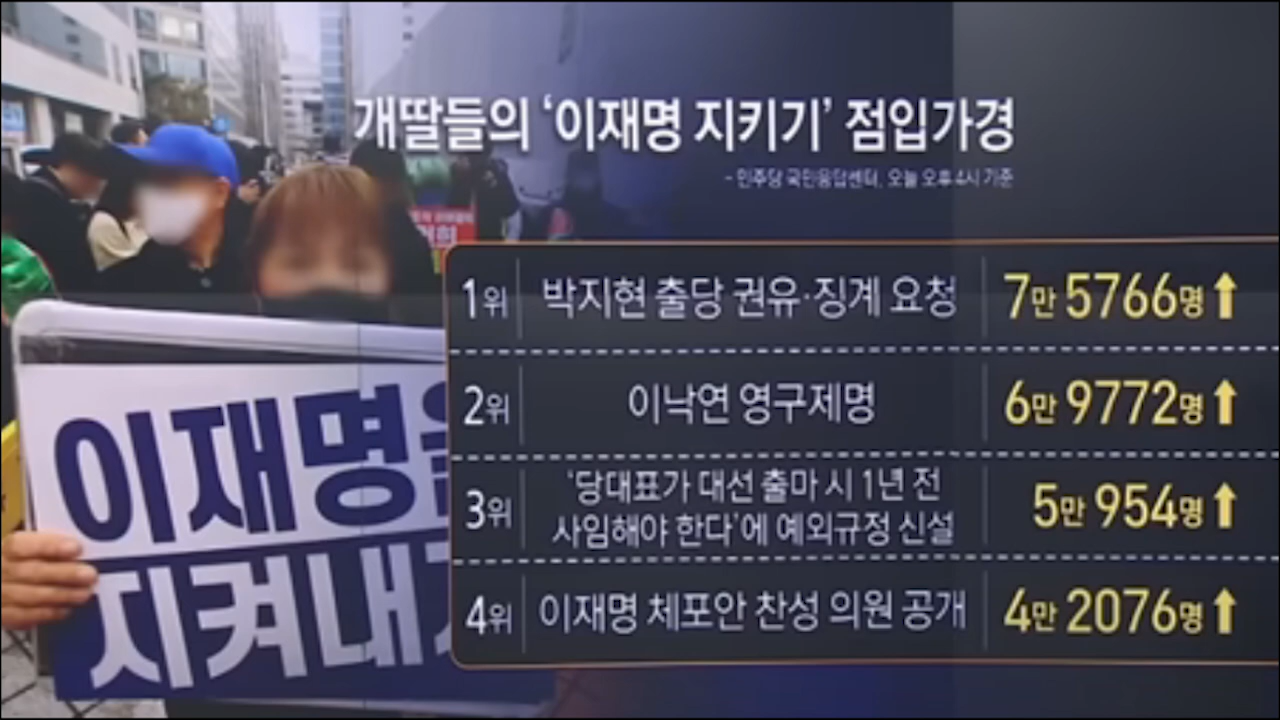 개딸들의 '이재명 지키기' 점입가경
- 민주당 국민응답센터, 오늘 오후 4시 기준
1위 박지현 출당 권유·징계 요청 7만 5766명↑
2위 이낙연 영구제명 6만 9772명↑
3위 '당대표가 대선 출마 시 1년 전
사임해야 한다'에 예외규정 신설 5만 954명↑
4위 이재명 체포안 찬성 의원 공개 4만 2076명↑
이재명을
지켜내